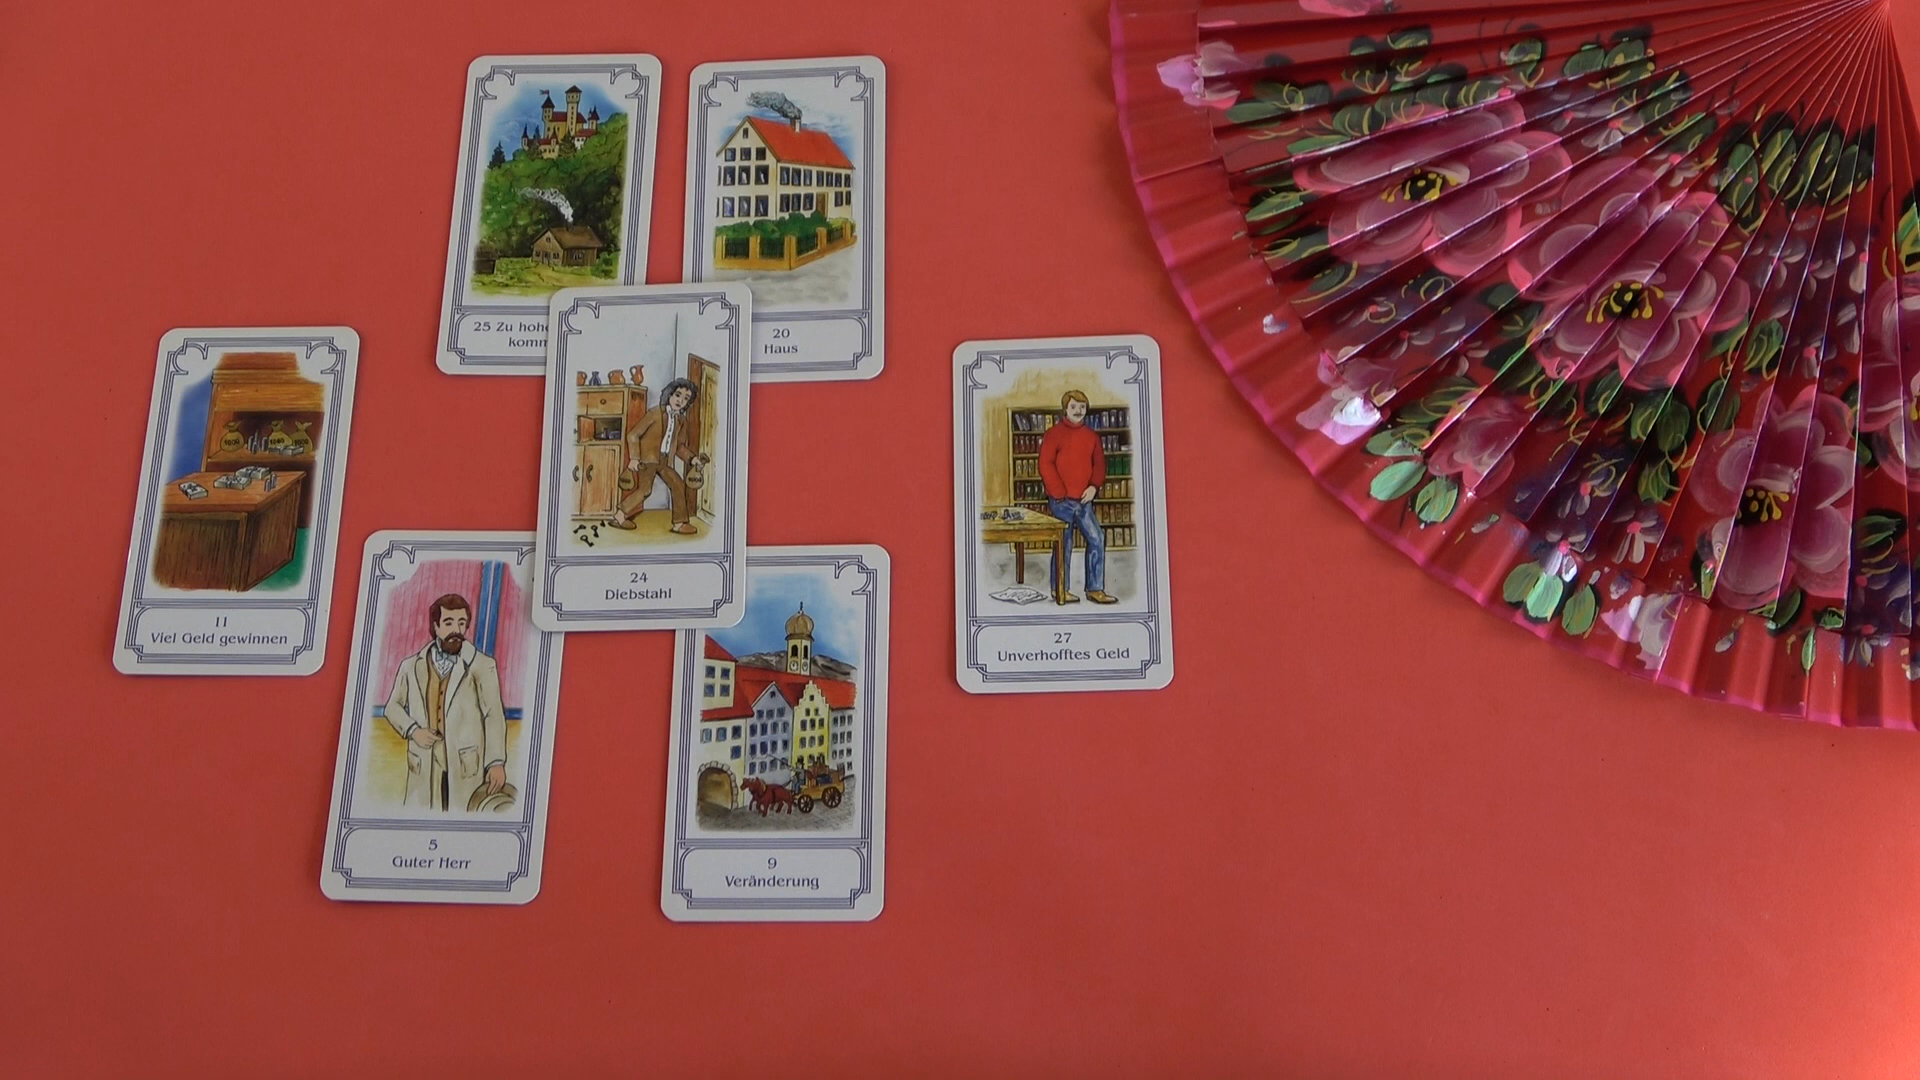 25 Zu
komm
20
Haus
24
Diebstahl
11
Viel Geld gewinnen
27
Unverhofftes Geld
5
Guter Herr
9
Veränderung